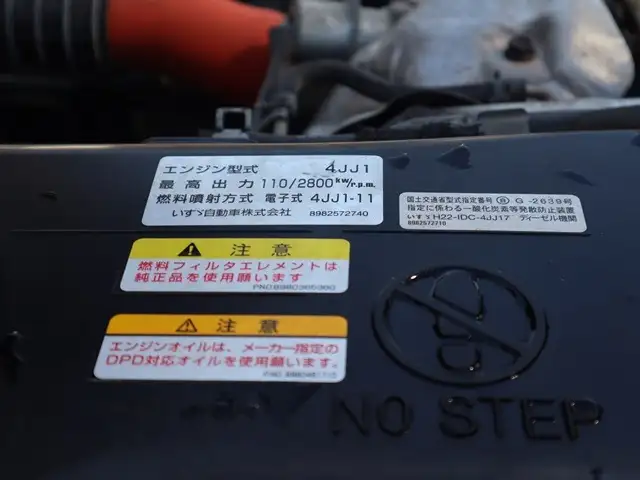 エンジン型式 4JJ1
最高出力 110/2800 kw/r.p.m.
燃料噴射方式 電子式 4JJ1-11
いすゞ自動車株式会社 8982572740
国土交通省型式指定番号 Ⓑ G-2639号
指定に係わる一酸化炭素等発散防止装置
いすゞH22-IDC-4JJ17 ディーゼル機関
8982572710
注意
燃料フィルタエレメントは
純正品を使用願います
注意
エンジンオイルは、メーカー指定の
DPD対応オイルを使用願います。
NO STEP